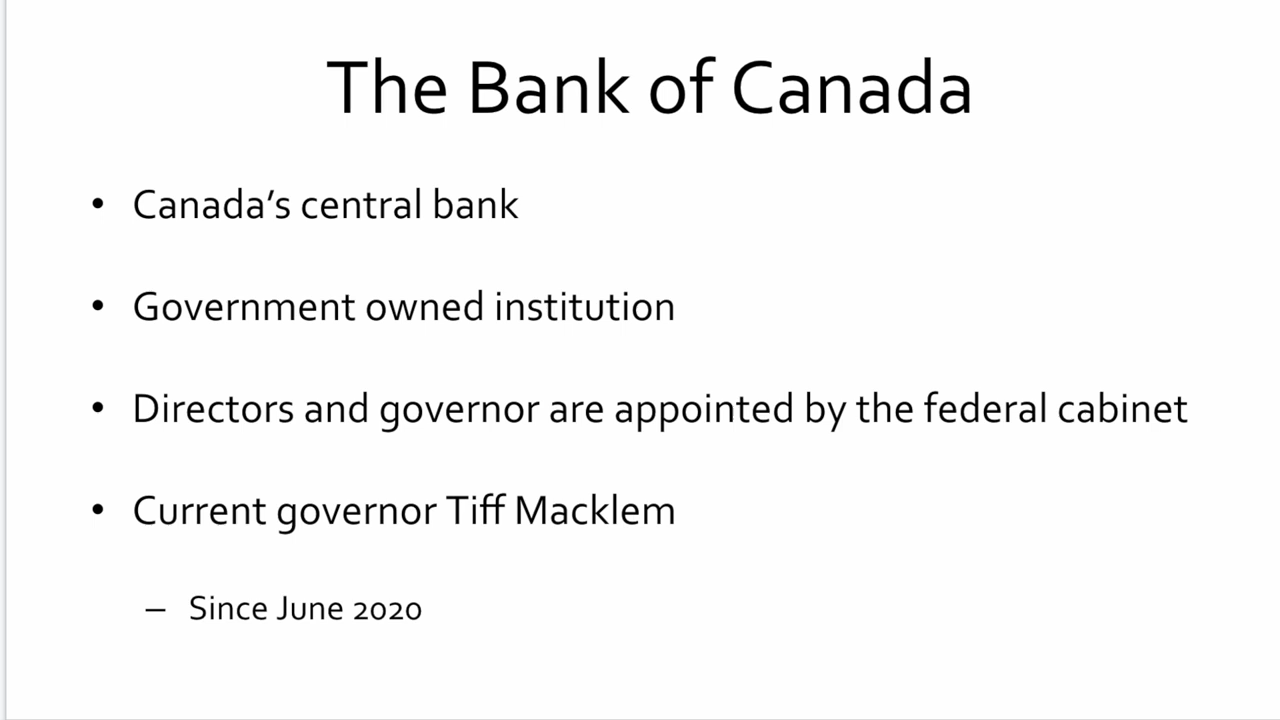 The Bank of Canada
• Canada’s central bank
• Government owned institution
• Directors and governor are appointed by the federal cabinet
• Current governor Tiff Macklem
– Since June 2020